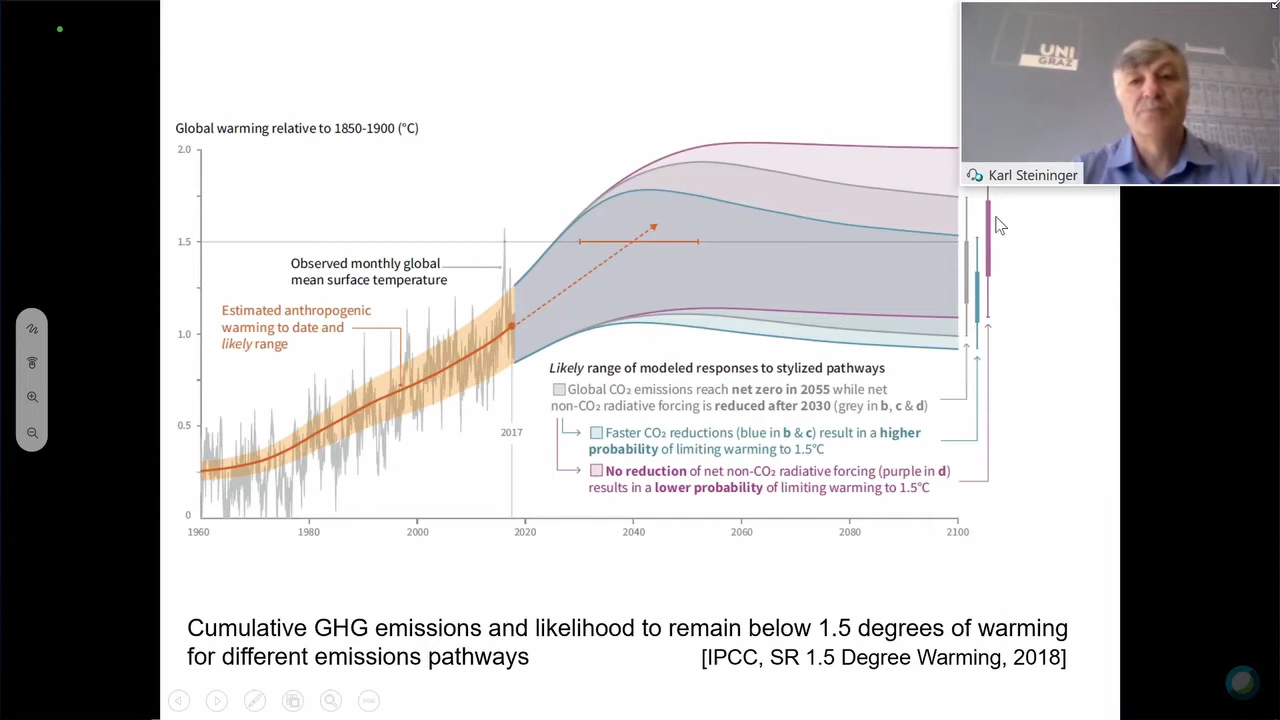 UNI
GRAZ
Karl Steininger
Global warming relative to 1850-1900 (°C)
2.0
1.5
Observed monthly global
mean surface temperature
Estimated anthropogenic
warming to date and
likely range
1.0
0.5
0
2017
Likely range of modeled responses to stylized pathways
Global CO₂ emissions reach net zero in 2055 while net
non-CO₂ radiative forcing is reduced after 2030 (grey in b, c & d)
Faster CO₂ reductions (blue in b & c) result in a higher
probability of limiting warming to 1.5°C
No reduction of net non-CO₂ radiative forcing (purple in d)
results in a lower probability of limiting warming to 1.5°C
1960 1980 2000 2020 2040 2060 2080 2100
Cumulative GHG emissions and likelihood to remain below 1.5 degrees of warming
for different emissions pathways [IPCC, SR 1.5 Degree Warming, 2018]